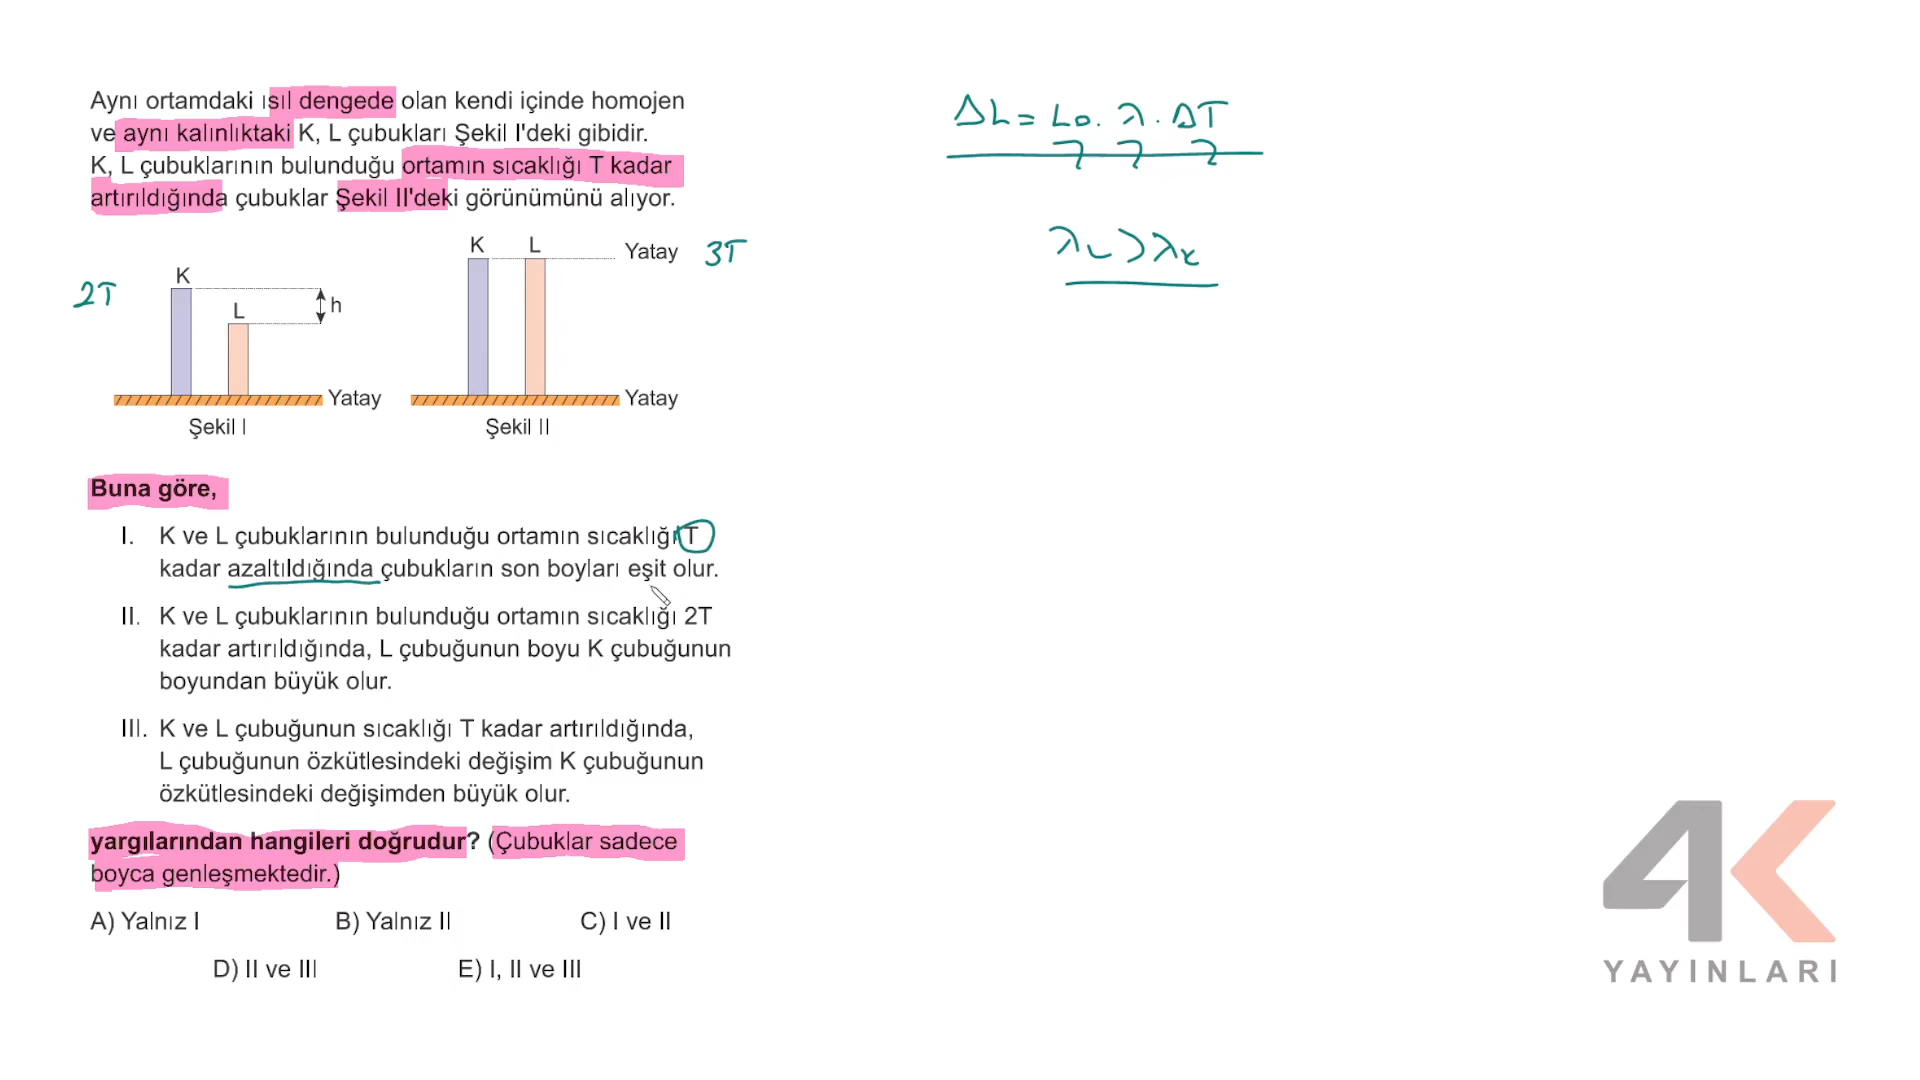 Aynı ortamdaki ısıl dengede olan kendi içinde homojen
ve aynı kalınlıktaki K, L çubukları Şekil I'deki gibidir.
K, L çubuklarının bulunduğu ortamın sıcaklığı T kadar
artırıldığında çubuklar Şekil II'deki görünümünü alıyor.
ΔL = L₀ . λ . ΔT
λL > λK
2T
K
L
h
Yatay
Şekil I
K
L
Yatay
3T
Yatay
Şekil II
Buna göre,
I. K ve L çubuklarının bulunduğu ortamın sıcaklığı T
kadar azaltıldığında çubukların son boyları eşit olur.
II. K ve L çubuklarının bulunduğu ortamın sıcaklığı 2T
kadar artırıldığında, L çubuğunun boyu K çubuğunun
boyundan büyük olur.
III. K ve L çubuğunun sıcaklığı T kadar artırıldığında,
L çubuğunun özkütlesindeki değişim K çubuğunun
özkütlesindeki değişimden büyük olur.
yargılarından hangileri doğrudur? (Çubuklar sadece
boyca genleşmektedir.)
A) Yalnız I
B) Yalnız II
C) I ve II
D) II ve III
E) I, II ve III
4K
YAYINLARI